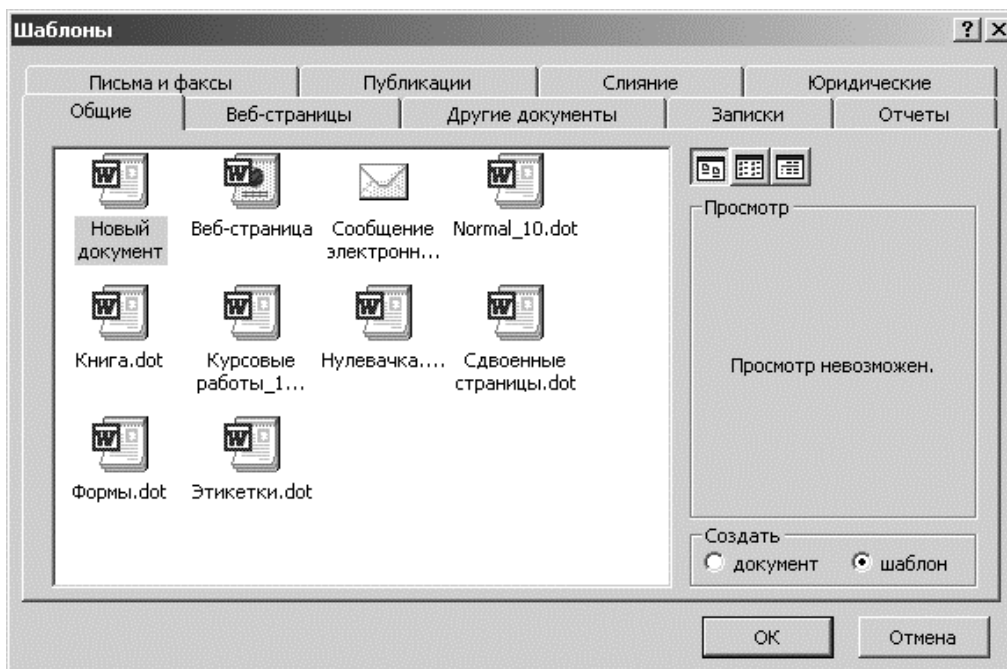 Шаблоны
Письма и факсы Публикации Слияние Юридические
Общие Веб-страницы Другие документы Записки Отчеты
Новый документ
Веб-страница
Сообщение электронн...
Normal_10.dot
Книга.dot
Курсовые работы_1...
Нулевачка....
Сдвоенные страницы.dot
Формы.dot
Этикетки.dot
Просмотр
Просмотр невозможен.
Создать
документ шаблон
ОК Отмена